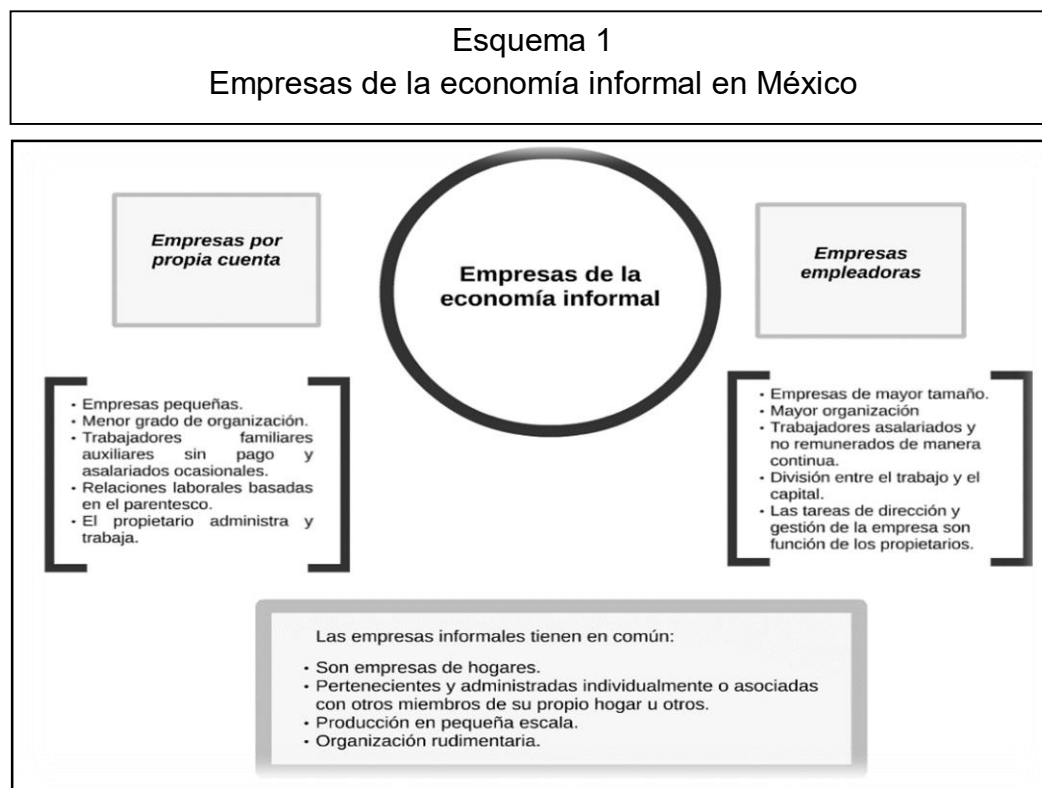 Esquema 1
Empresas de la economía informal en México
Empresas por
propia cuenta
Empresas de la
economía informal
Empresas
empleadoras
• Empresas pequeñas.
• Menor grado de organización.
• Trabajadores familiares
auxiliares sin pago y
asalariados ocasionales.
• Relaciones laborales basadas
en el parentesco.
• El propietario administra y
trabaja.
• Empresas de mayor tamaño.
• Mayor organización
• Trabajadores asalariados y
no remunerados de manera
continua.
• División entre el trabajo y el
capital.
• Las tareas de dirección y
gestión de la empresa son
función de los propietarios.
Las empresas informales tienen en común:
• Son empresas de hogares.
• Pertenecientes y administradas individualmente o asociadas
con otros miembros de su propio hogar u otros.
• Producción en pequeña escala.
• Organización rudimentaria.